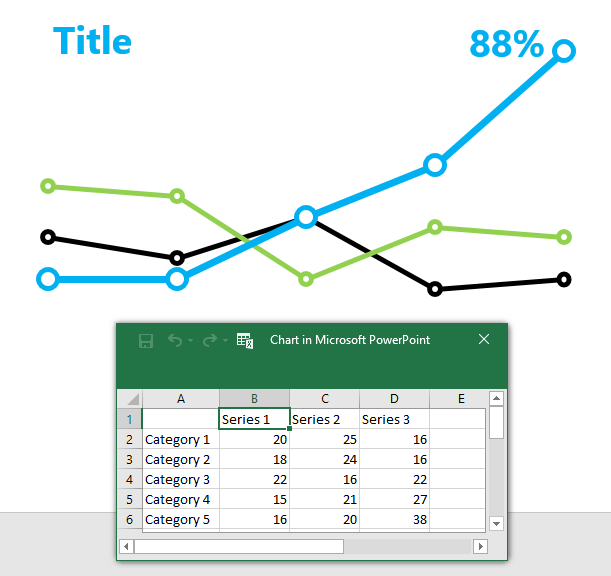 Title
88%
Chart in Microsoft PowerPoint
A B C D E
1 Series 1 Series 2 Series 3
2 Category 1 20 25 16
3 Category 2 18 24 16
4 Category 3 22 16 22
5 Category 4 15 21 27
6 Category 5 16 20 38